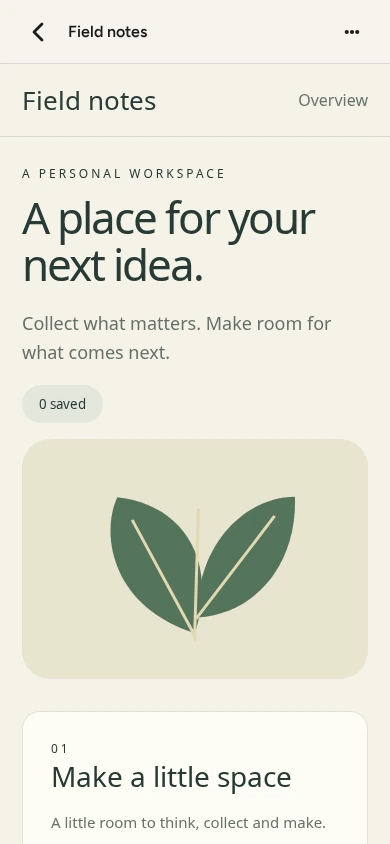 Field notes
Field notes
Overview
A PERSONAL WORKSPACE
A place for your
next idea.
Collect what matters. Make room for
what comes next.
0 saved
01
Make a little space
A little room to think, collect and make.